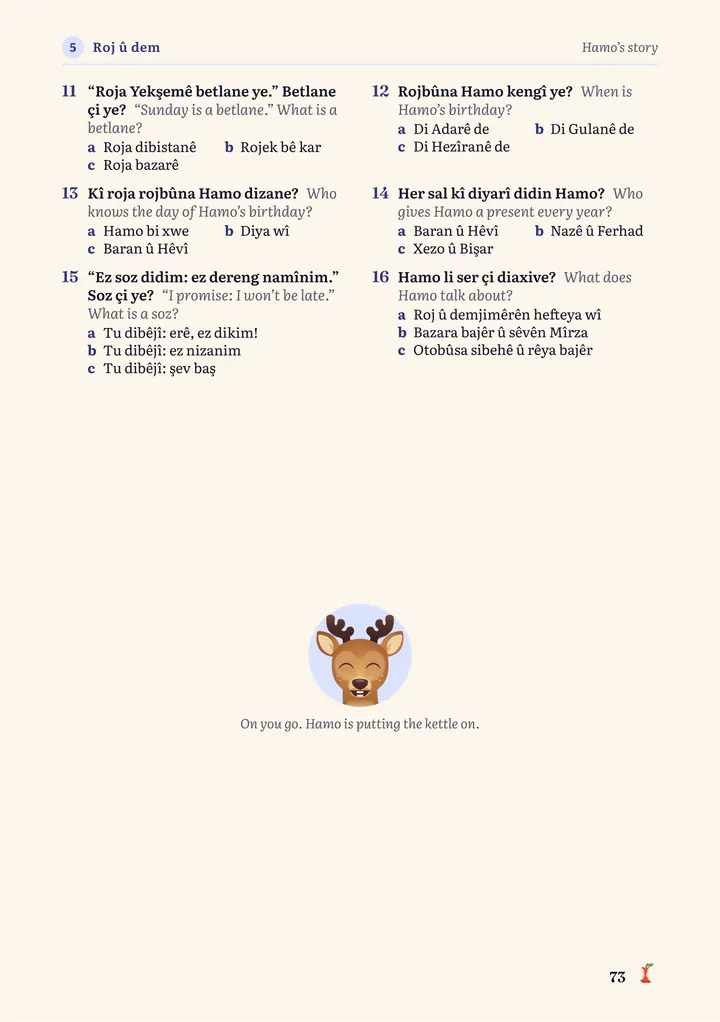 5 Roj û dem
Hamo's story
11 “Roja Yekşemê betlane ye.” Betlane
çi ye? “Sunday is a betlane.” What is a
betlane?
a Roja dibistanê b Rojek bê kar
c Roja bazarê
12 Rojbûna Hamo kengî ye? When is
Hamo’s birthday?
a Di Adarê de b Di Gulanê de
c Di Hezîranê de
13 Kî roja rojbûna Hamo dizane? Who
knows the day of Hamo’s birthday?
a Hamo bi xwe b Diya wî
c Baran û Hêvî
14 Her sal kî diyarî didin Hamo? Who
gives Hamo a present every year?
a Baran û Hêvî b Nazê û Ferhad
c Xezo û Bişar
15 “Ez soz didim: ez dereng namînim.”
Soz çi ye? “I promise: I won’t be late.”
What is a soz?
a Tu dibêjî: erê, ez dikim!
b Tu dibêjî: ez nizanim
c Tu dibêjî: şev baş
16 Hamo li ser çi diaxive? What does
Hamo talk about?
a Roj û demjimêrên hefteya wî
b Bazara bajêr û sêvên Mîrza
c Otobûsa sibehê û rêya bajêr
On you go. Hamo is putting the kettle on.
73